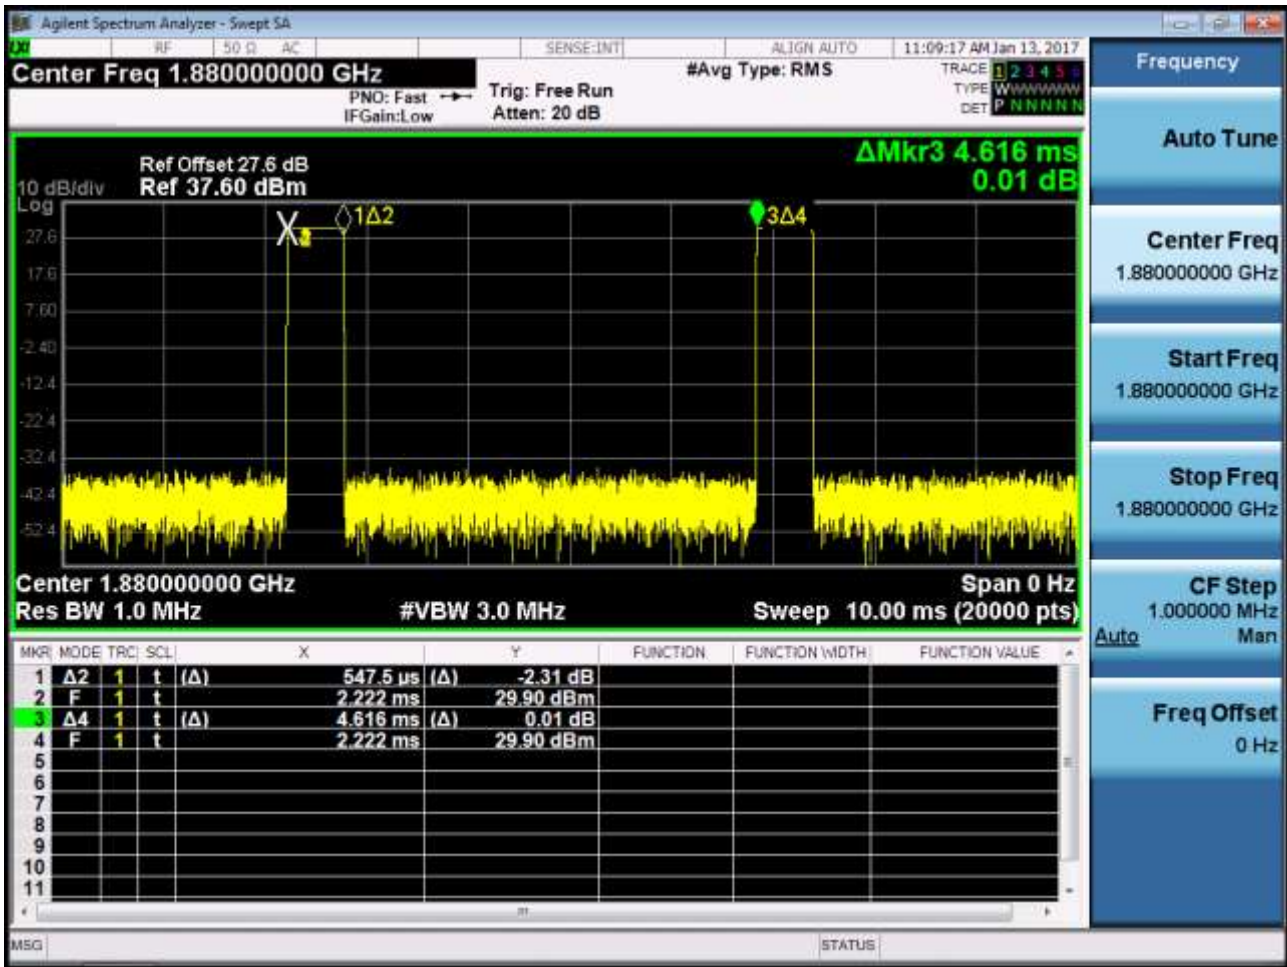 Agilent Spectrum Analyzer - Swept SA
LXI RF 50 Ω AC SENSE:INT ALIGN AUTO 11:09:17 AM Jan 13, 2017
Center Freq 1.880000000 GHz
PNO: Fast
IFGain:Low
Trig: Free Run
Atten: 20 dB
#Avg Type: RMS
TRACE 1 2 3 4 5 6
TYPE WWWWWW
DET P N N N N N
ΔMkr3 4.616 ms
0.01 dB
Ref Offset 27.6 dB
10 dB/div Ref 37.60 dBm
Log
1Δ2
3Δ4
27.6
17.6
7.60
-2.40
-12.4
-22.4
-32.4
-42.4
-52.4
Center 1.880000000 GHz Span 0 Hz
Res BW 1.0 MHz #VBW 3.0 MHz Sweep 10.00 ms (20000 pts)
MKR MODE TRC SCL X Y FUNCTION FUNCTION WIDTH FUNCTION VALUE
1 Δ2 1 t (Δ) 547.5 µs (Δ) -2.31 dB
2 F 1 t 2.222 ms 29.90 dBm
3 Δ4 1 t (Δ) 4.616 ms (Δ) 0.01 dB
4 F 1 t 2.222 ms 29.90 dBm
5
6
7
8
9
10
11
MSG STATUS
Frequency
Auto Tune
Center Freq
1.880000000 GHz
Start Freq
1.880000000 GHz
Stop Freq
1.880000000 GHz
CF Step
1.000000 MHz
Auto Man
Freq Offset
0 Hz